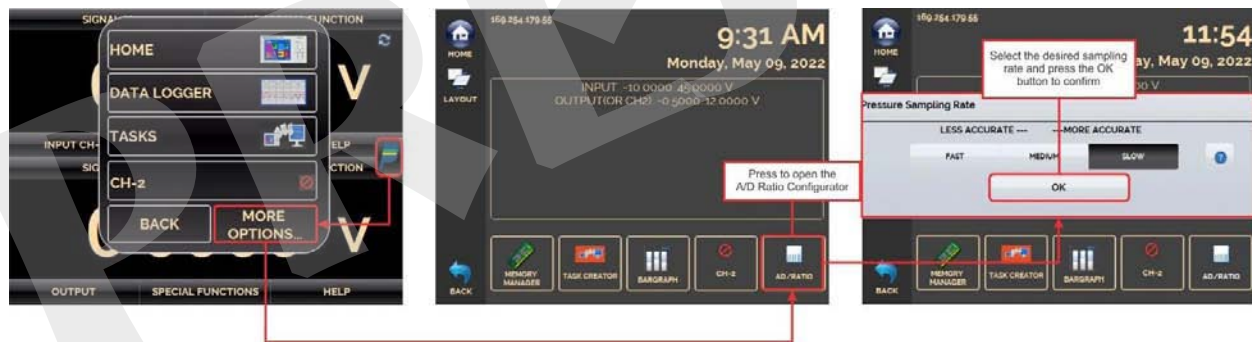 SIGNAL
FUNCTION
HOME
DATA LOGGER
TASKS
CH-2
BACK
MORE
OPTIONS...
V
INPUT CH-
ELP
SIG
CTION
V
OUTPUT
SPECIAL FUNCTIONS
HELP
169.254.179.55
HOME
LAYOUT
9:31 AM
Monday, May 09, 2022
INPUT -10.0000 45.0000 V
OUTPUT(OR CH2) -0.5000 12.0000 V
Press to open the
A/D Ratio Configurator
BACK
MEMORY
MANAGER
TASK CREATOR
BARGRAPH
CH-2
AD/RATIO
169.254.179.55
HOME
11:54
ay, May 09, 2022
Select the desired sampling
rate and press the OK
button to confirm
Pressure Sampling Rate
LESS ACCURATE --- ---MORE ACCURATE
FAST
MEDIUM
SLOW
?
OK
BACK
MEMORY
MANAGER
TASK CREATOR
BARGRAPH
CH-2
AD/RATIO